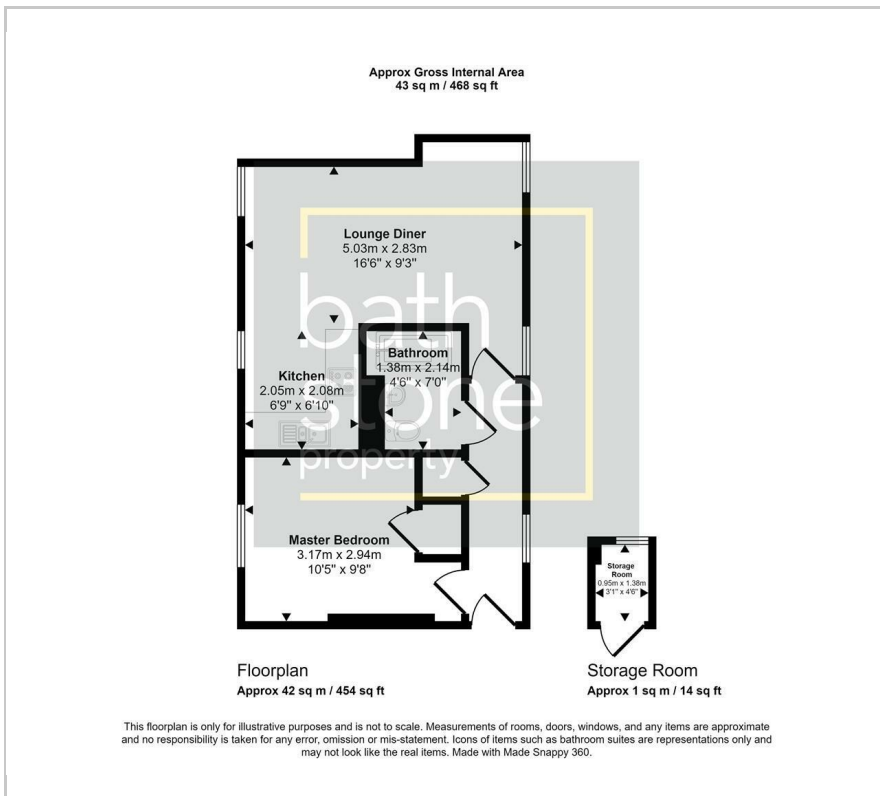 Approx Gross Internal Area
43 sq m / 468 sq ft
Lounge Diner
5.03m x 2.83m
16'6" x 9'3"
bath
stone
property
Bathroom
1.38m x 2.14m
4'6" x 7'0"
Kitchen
2.05m x 2.08m
6'9" x 6'10"
Master Bedroom
3.17m x 2.94m
10'5" x 9'8"
Storage
Room
0.95m x 1.38m
3'1" x 4'6"
Floorplan
Approx 42 sq m / 454 sq ft
Storage Room
Approx 1 sq m / 14 sq ft
This floorplan is only for illustrative purposes and is not to scale. Measurements of rooms, doors, windows, and any items are approximate
and no responsibility is taken for any error, omission or mis-statement. Icons of items such as bathroom suites are representations only and
may not look like the real items. Made with Made Snappy 360.